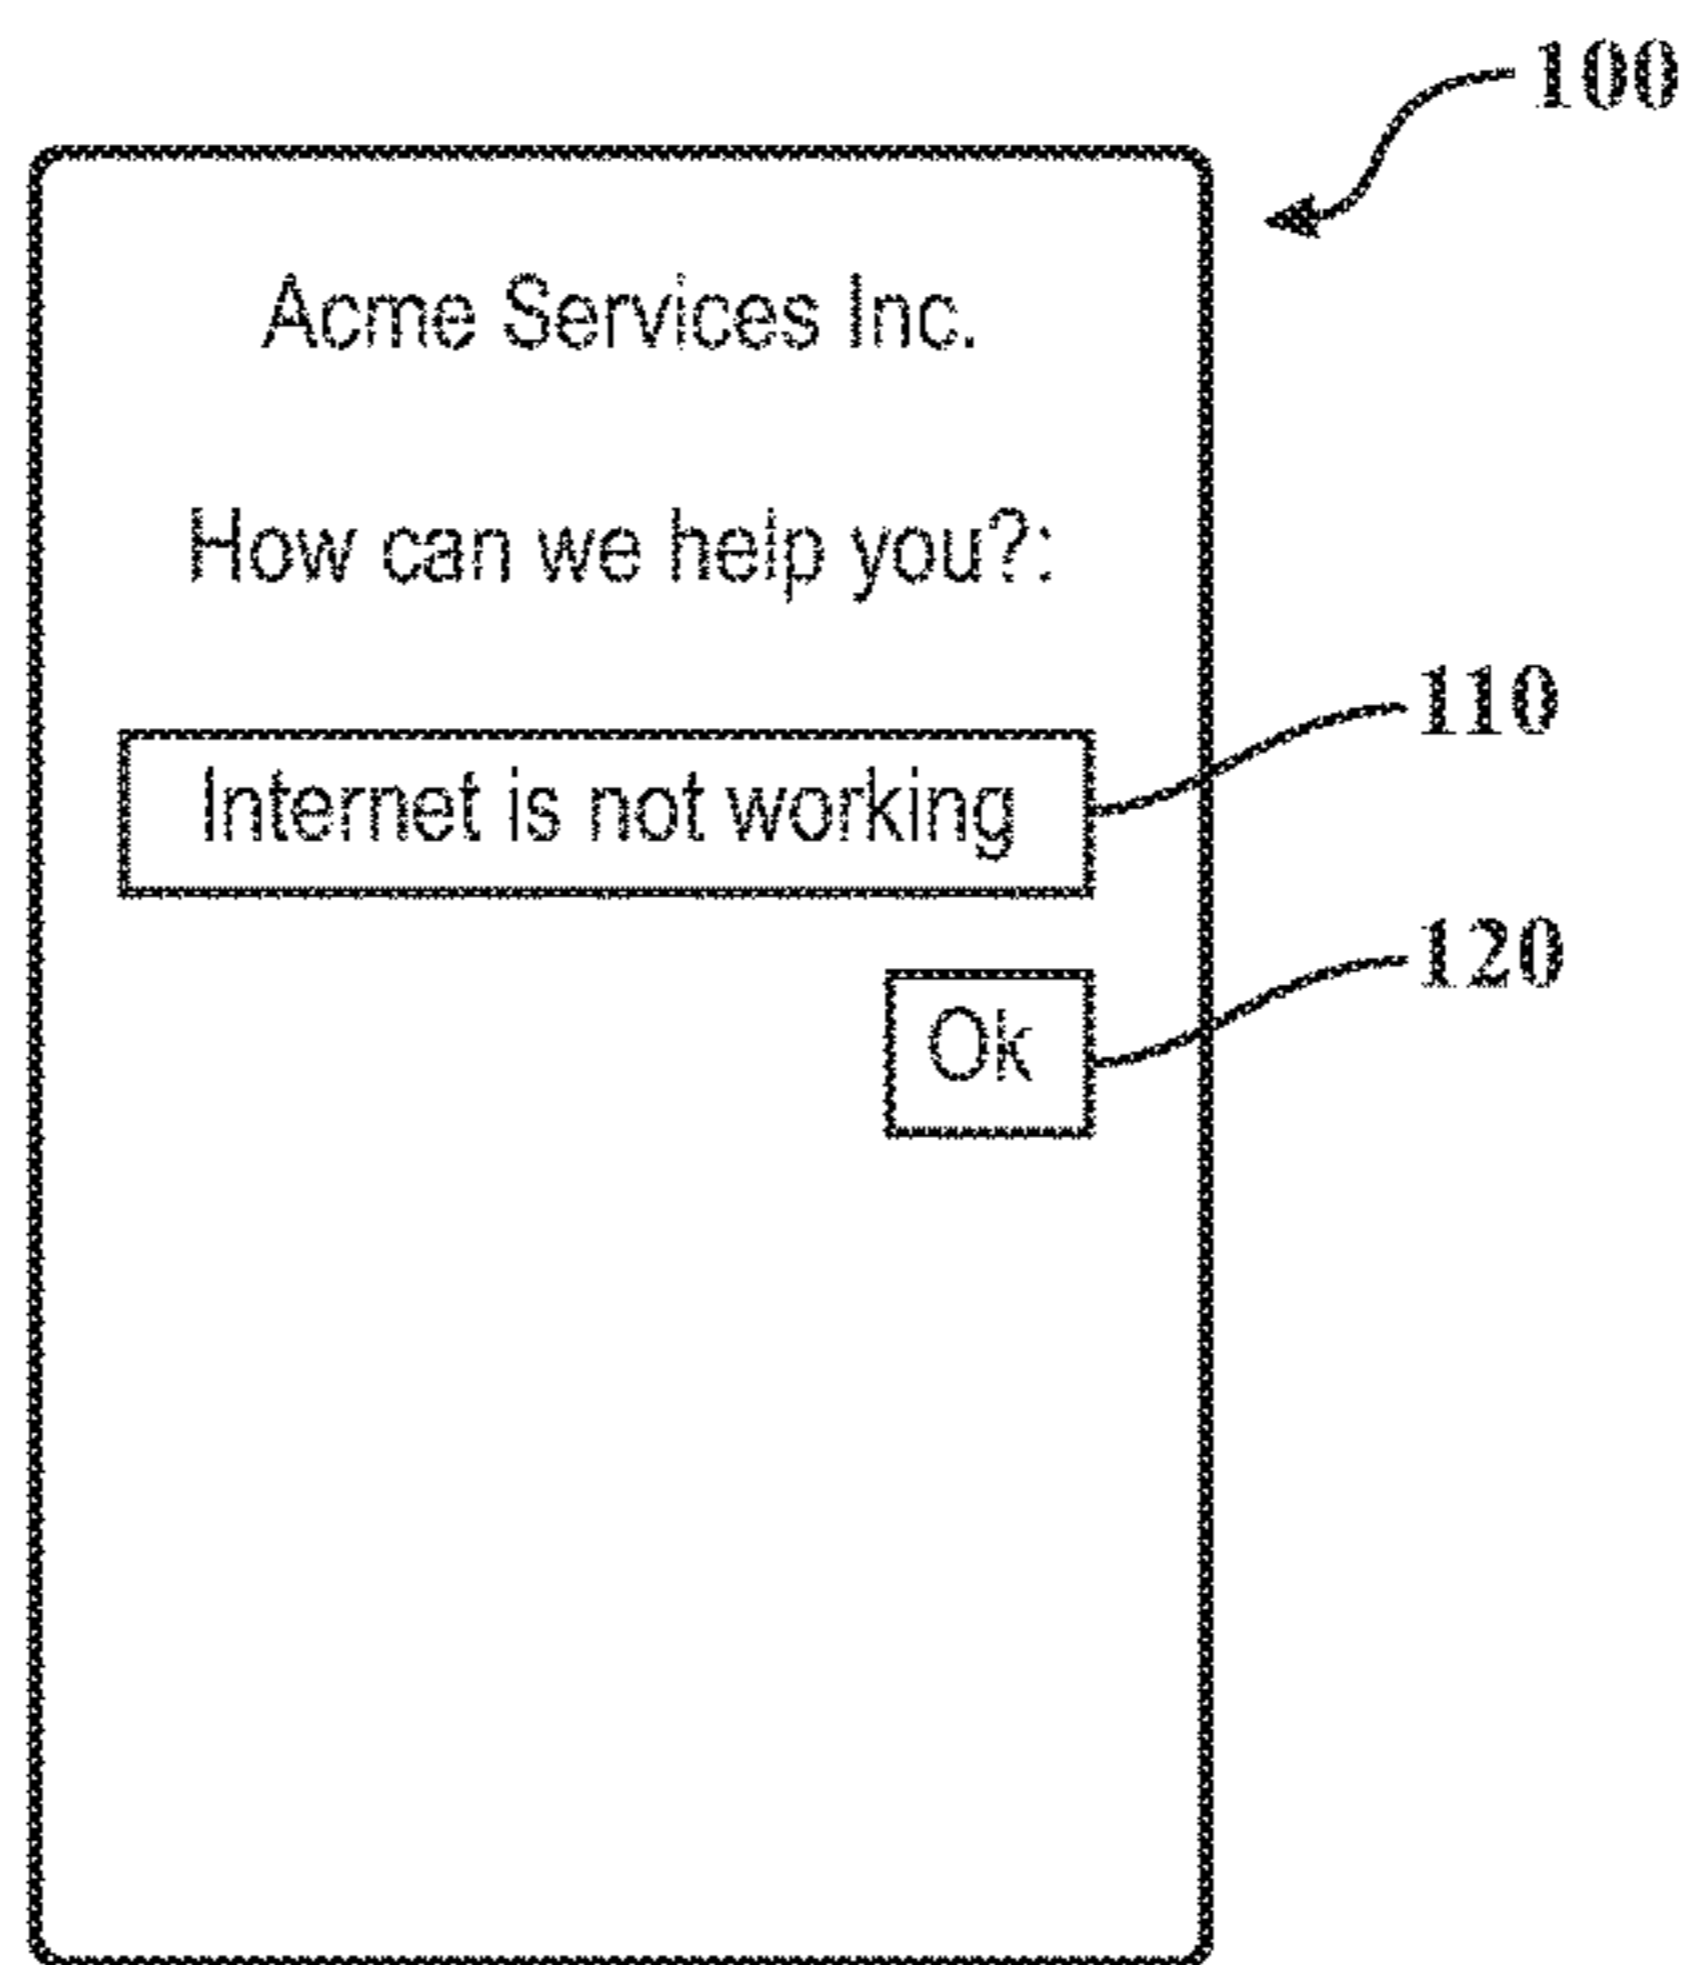 100
Acme Services Inc.
How can we help you?:
Internet is not working
110
Ok
120